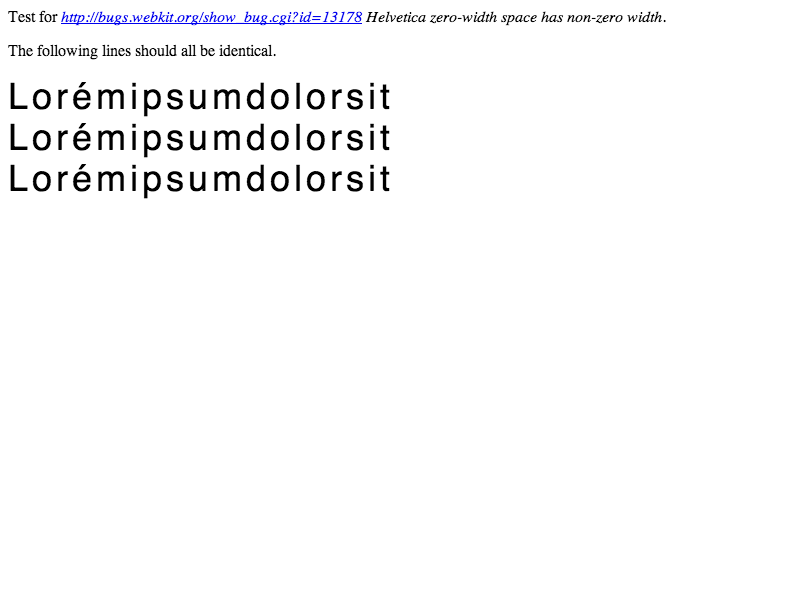 Test for http://bugs.webkit.org/show_bug.cgi?id=13178 Helvetica zero-width space has non-zero width.
The following lines should all be identical.
Lorémipsumdolorsit
Lorémipsumdolorsit
Lorémipsumdolorsit